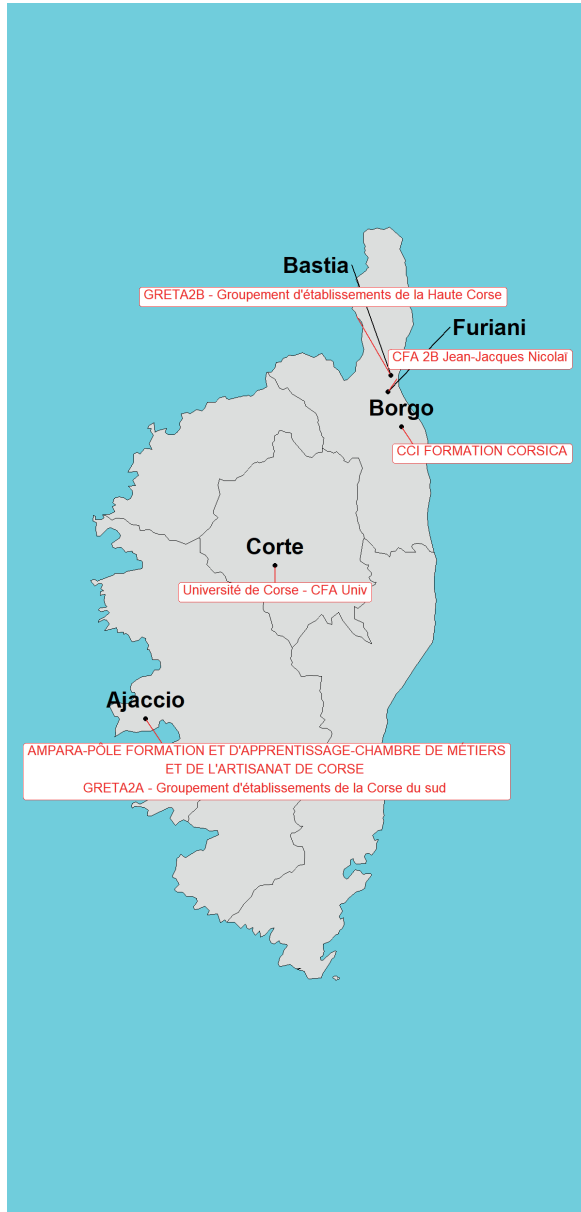 Bastia
GRETA2B - Groupement d'établissements de la Haute Corse
Furiani
CFA 2B Jean-Jacques Nicolaï
Borgo
CCI FORMATION CORSICA
Corte
Université de Corse - CFA Univ
Ajaccio
AMPARA-PÔLE FORMATION ET D'APPRENTISSAGE-CHAMBRE DE MÉTIERS
ET DE L'ARTISANAT DE CORSE
GRETA2A - Groupement d'établissements de la Corse du sud